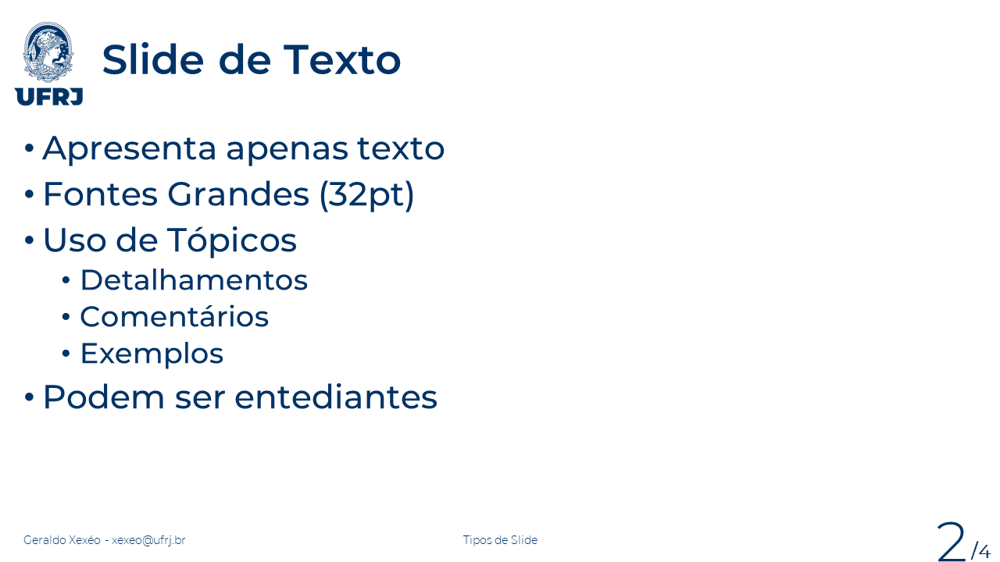 UFRJ
Slide de Texto
• Apresenta apenas texto
• Fontes Grandes (32pt)
• Uso de Tópicos
• Detalhamentos
• Comentários
• Exemplos
• Podem ser entediantes
Geraldo Xexéo - xexeo@ufrj.br
Tipos de Slide
2/4